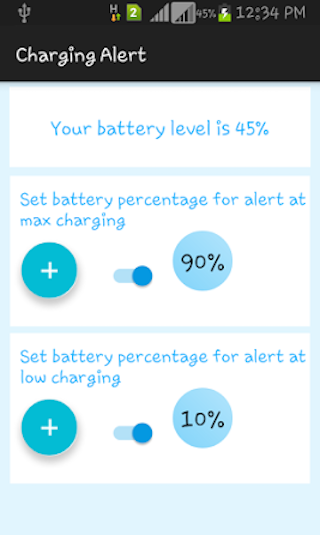 H 2 45% 12:34 PM
Charging Alert
Your battery level is 45%
Set battery percentage for alert at
max charging
+ 90%
Set battery percentage for alert at
low charging
+ 10%